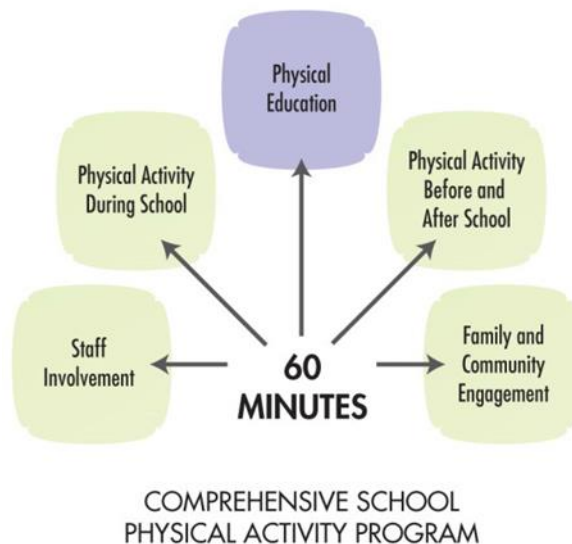 Physical
Education
Physical Activity
During School
Physical Activity
Before and
After School
Staff
Involvement
60
MINUTES
Family and
Community
Engagement
COMPREHENSIVE SCHOOL
PHYSICAL ACTIVITY PROGRAM